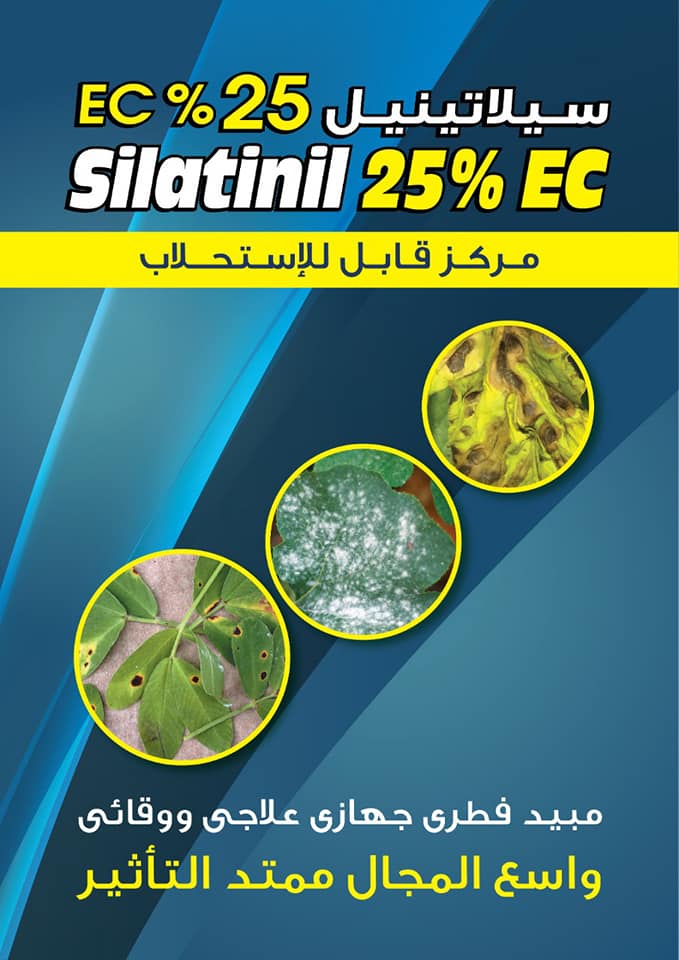 سيلاتينيل 25 % EC
Silatinil 25% EC
مركز قابل للإستحلاب
مبيد فطرى جهازى علاجى ووقائى
واسع المجال ممتد التأثير